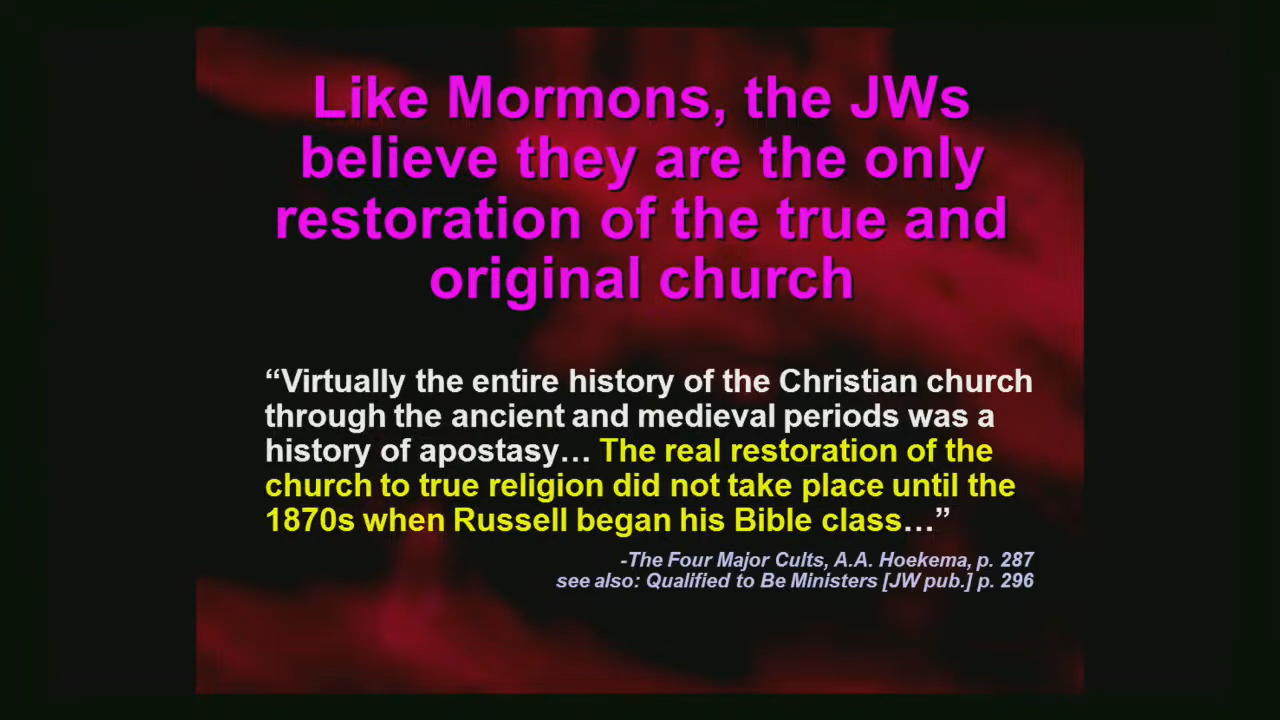 Like Mormons, the JWs
believe they are the only
restoration of the true and
original church
“Virtually the entire history of the Christian church
through the ancient and medieval periods was a
history of apostasy… The real restoration of the
church to true religion did not take place until the
1870s when Russell began his Bible class…”
-The Four Major Cults, A.A. Hoekema, p. 287
see also: Qualified to Be Ministers [JW pub.] p. 296